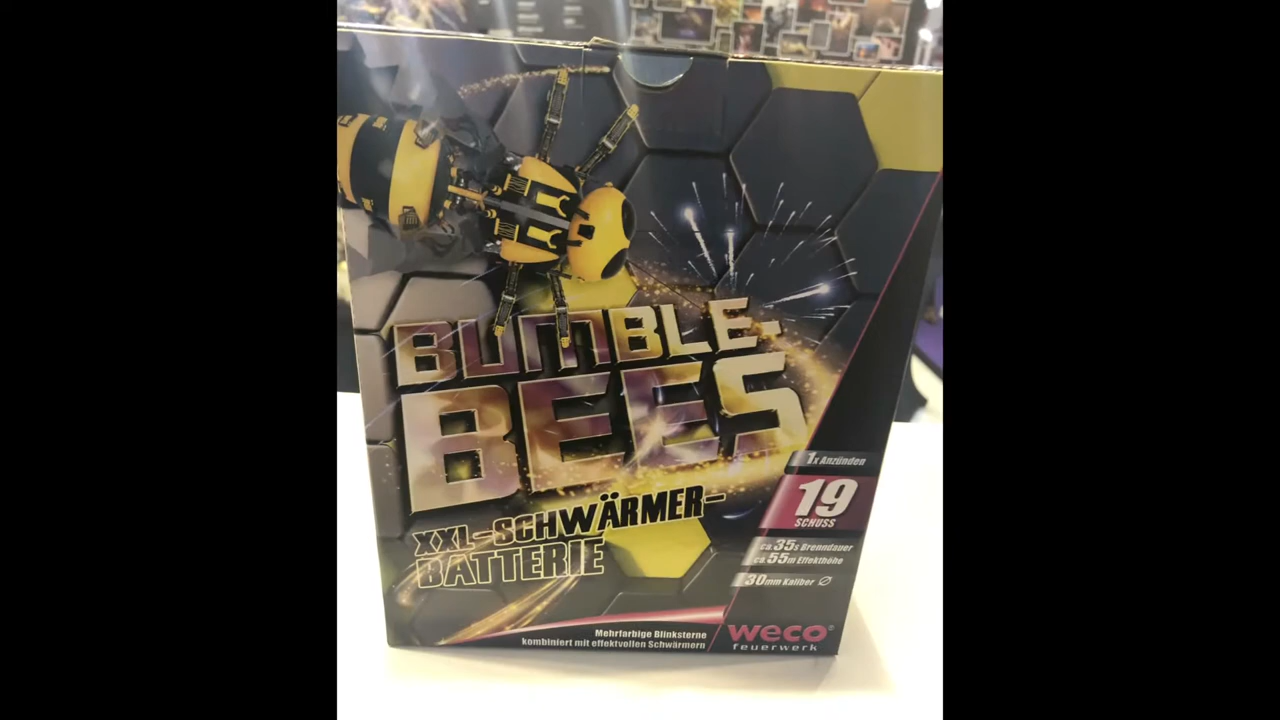 BUMBLE-
BEES
XXL-SCHWÄRMER-
BATTERIE
1x Anzünden
19
SCHUSS
ca. 35s Brenndauer
ca. 55m Effekthöhe
30mm Kaliber Ø
Mehrfarbige Blinksterne
kombiniert mit effektvollen Schwärmern
weco®
feuerwerk